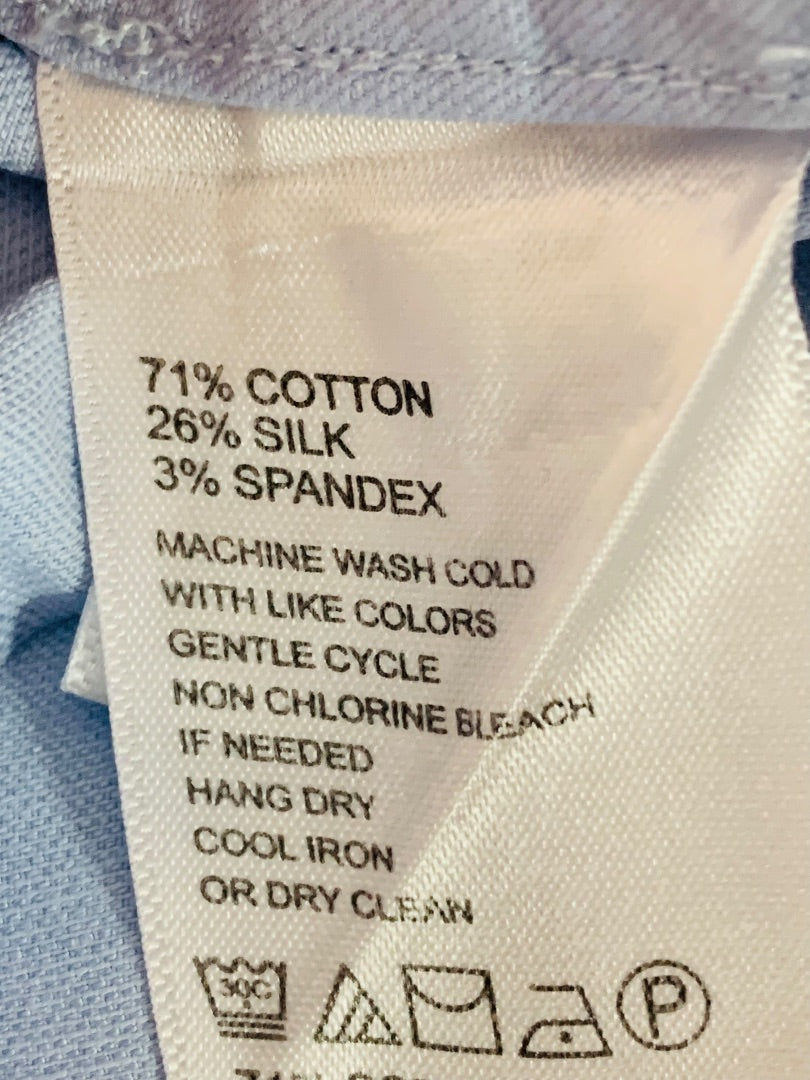 71% COTTON
26% SILK
3% SPANDEX
MACHINE WASH COLD
WITH LIKE COLORS
GENTLE CYCLE
NON CHLORINE BLEACH
IF NEEDED
HANG DRY
COOL IRON
OR DRY CLEAN
30C P